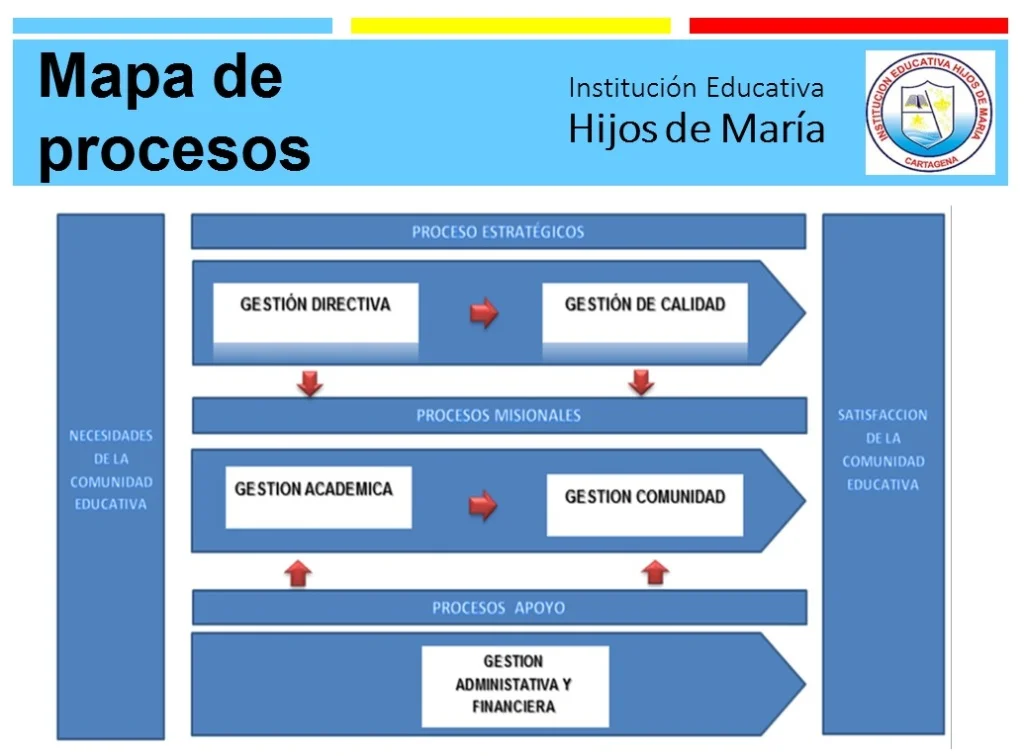 Mapa de
procesos
Institución Educativa
Hijos de María
INSTITUCION EDUCATIVA HIJOS DE MARIA
CARTAGENA
PROCESO ESTRATÉGICOS
GESTIÓN DIRECTIVA
GESTIÓN DE CALIDAD
PROCESOS MISIONALES
NECESIDADES
DE LA
COMUNIDAD
EDUCATIVA
GESTION ACADEMICA
GESTION COMUNIDAD
SATISFACCION
DE LA
COMUNIDAD
EDUCATIVA
PROCESOS APOYO
GESTION
ADMINISTATIVA Y
FINANCIERA